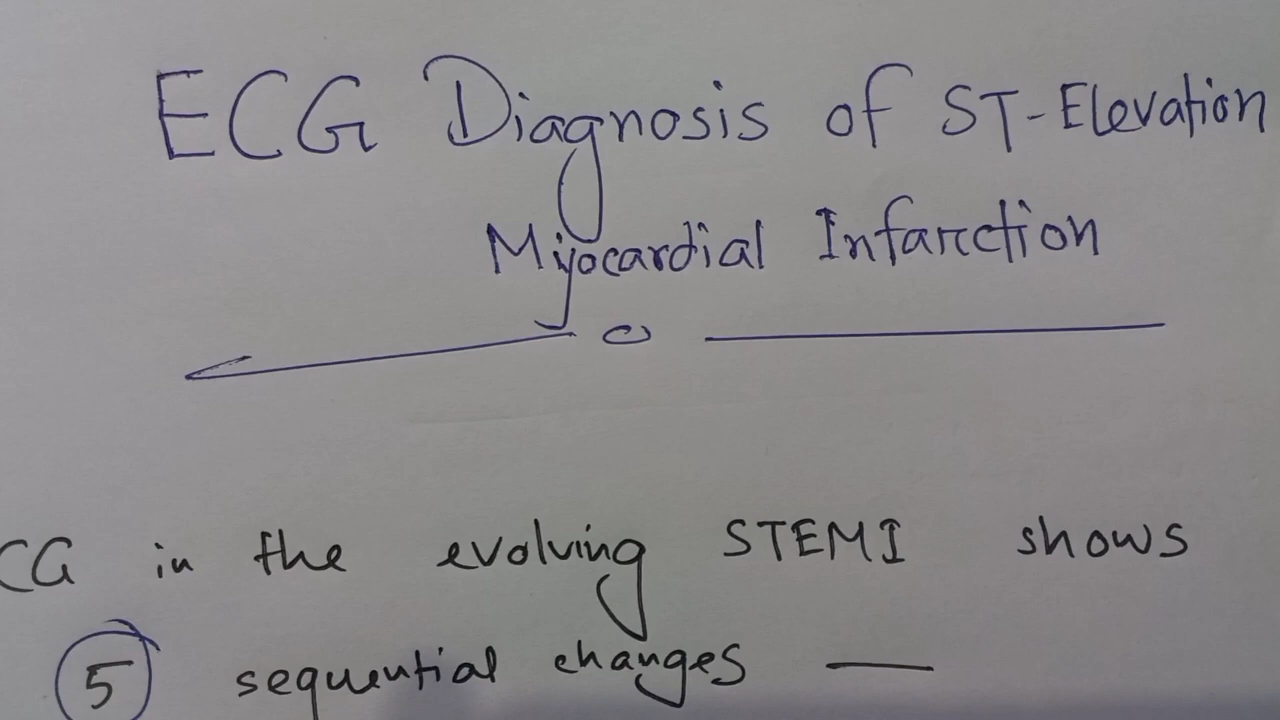 ECG Diagnosis of ST-Elevation
Myocardial Infarction
CG in the evolving STEMI shows
5 sequential changes —